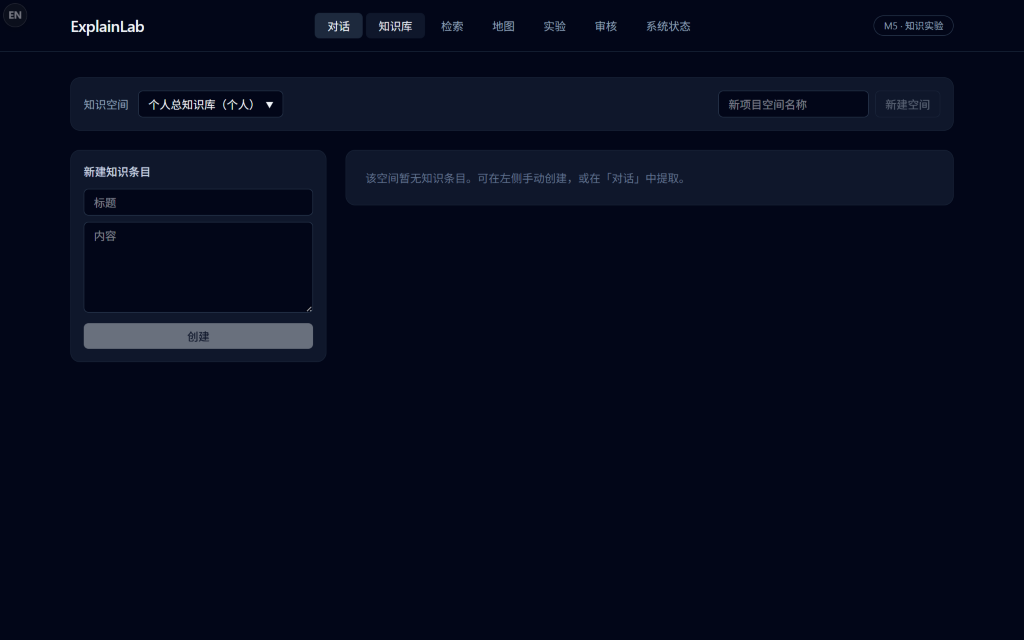 EN
ExplainLab
对话
知识库
检索
地图
实验
审核
系统状态
M5 · 知识实验
知识空间
个人总知识库（个人） ▼
新项目空间名称
新建空间
新建知识条目
标题
内容
创建
该空间暂无知识条目。可在左侧手动创建，或在「对话」中提取。